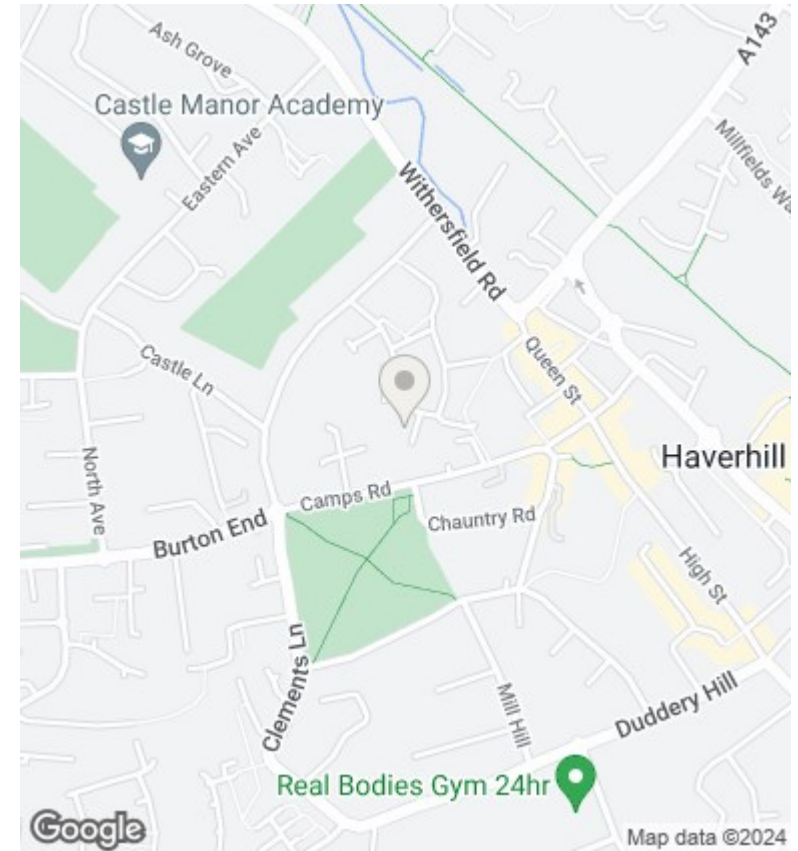 Ash Grove
A143
Castle Manor Academy
Millfields Wa
Eastern Ave
Withersfield Rd
Castle Ln
Queen St
Haverhill
North Ave
Camps Rd
Chauntry Rd
Burton End
High St
Clements Ln
Mill Hill
Duddery Hill
Real Bodies Gym 24hr
Google
Map data ©2024